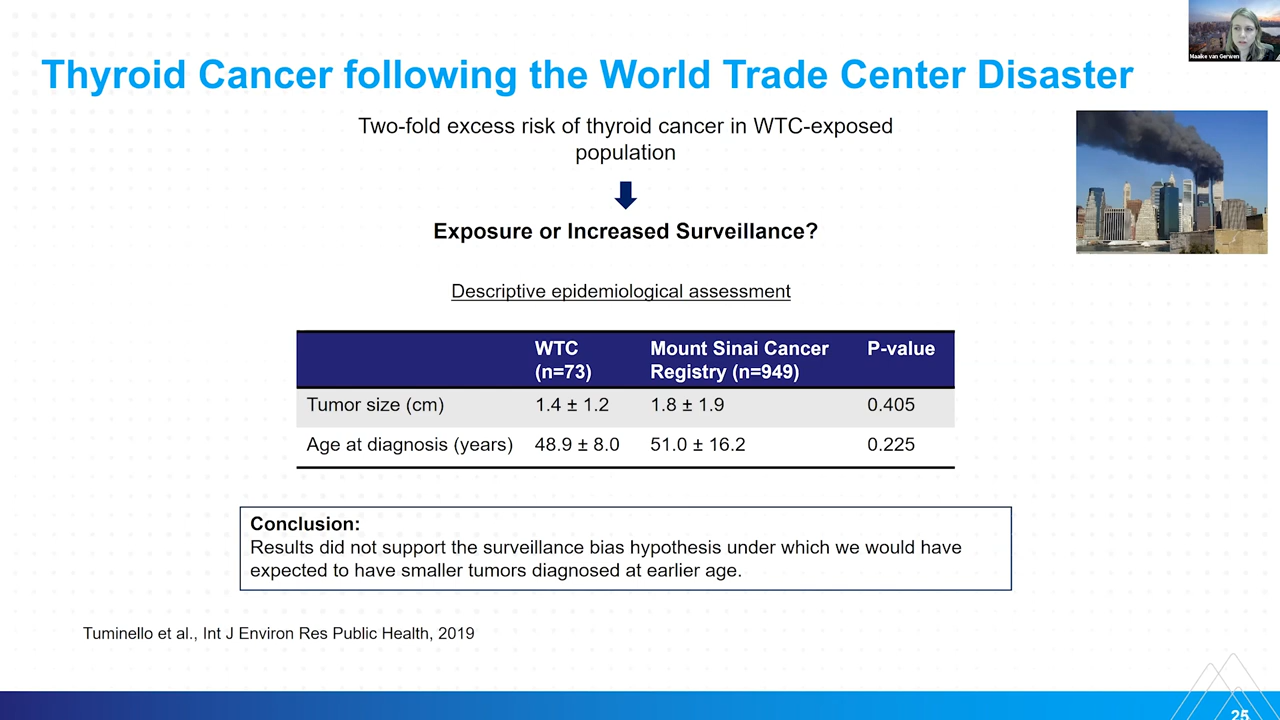 Maaike van Gerwen
Thyroid Cancer following the World Trade Center Disaster
Two-fold excess risk of thyroid cancer in WTC-exposed
population
Exposure or Increased Surveillance?
Descriptive epidemiological assessment
WTC (n=73) Mount Sinai Cancer Registry (n=949) P-value
Tumor size (cm) 1.4 ± 1.2 1.8 ± 1.9 0.405
Age at diagnosis (years) 48.9 ± 8.0 51.0 ± 16.2 0.225
Conclusion:
Results did not support the surveillance bias hypothesis under which we would have
expected to have smaller tumors diagnosed at earlier age.
Tuminello et al., Int J Environ Res Public Health, 2019
25